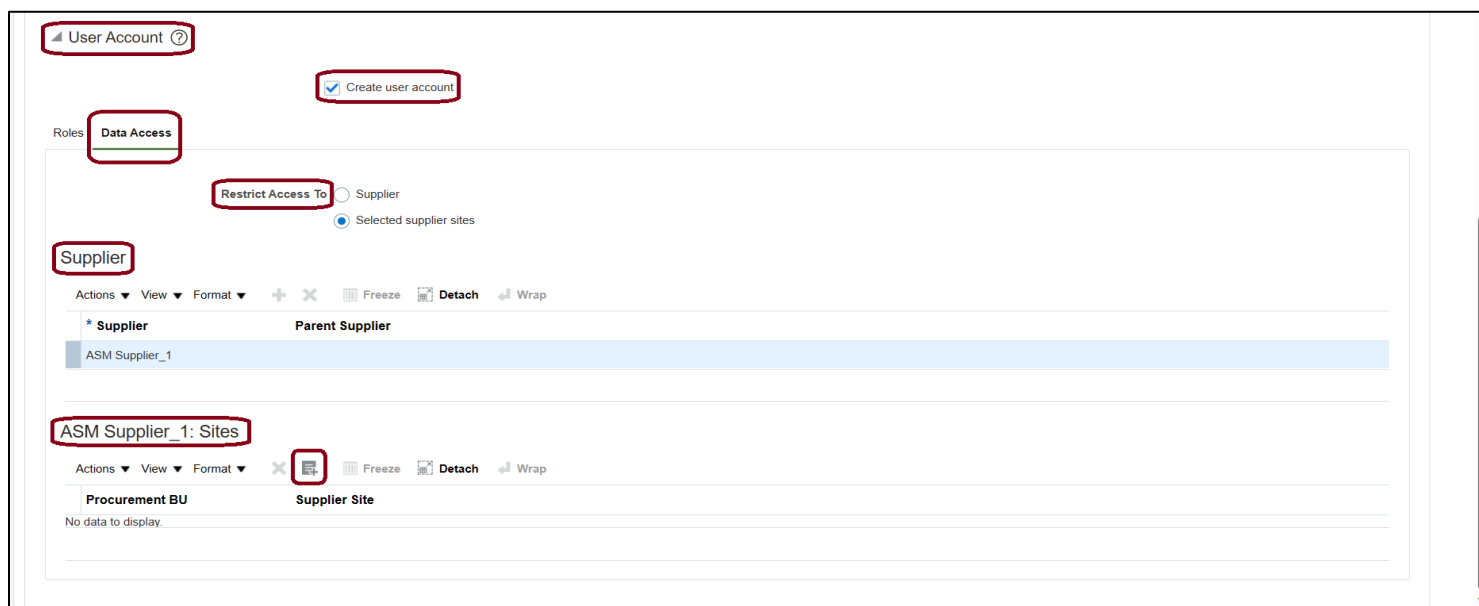 User Account ?
Create user account
Roles Data Access
Restrict Access To Supplier
Selected supplier sites
Supplier
Actions View Format Freeze Detach Wrap
* Supplier Parent Supplier
ASM Supplier_1
ASM Supplier_1: Sites
Actions View Format Freeze Detach Wrap
Procurement BU Supplier Site
No data to display.